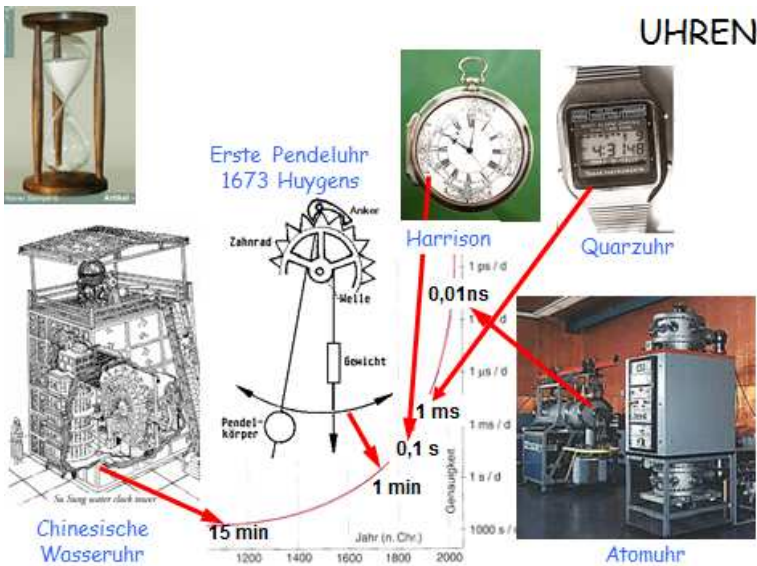 UHREN
Artikel
Erste Pendeluhr
1673 Huygens
Anker
Zahnrad
Welle
Gewicht
Pendel-
körper
Harrison
Quarzuhr
4:31 48
1 ps / d
0,01ns
1 µs / d
1 ms
1 ms / d
0,1 s
1 s / d
1 min
Genauigkeit
1000 s /
15 min
Jahr (n. Chr.)
1200
1400
1600
1800
2000
Su Sung water clock tower
Chinesische
Wasseruhr
Atomuhr